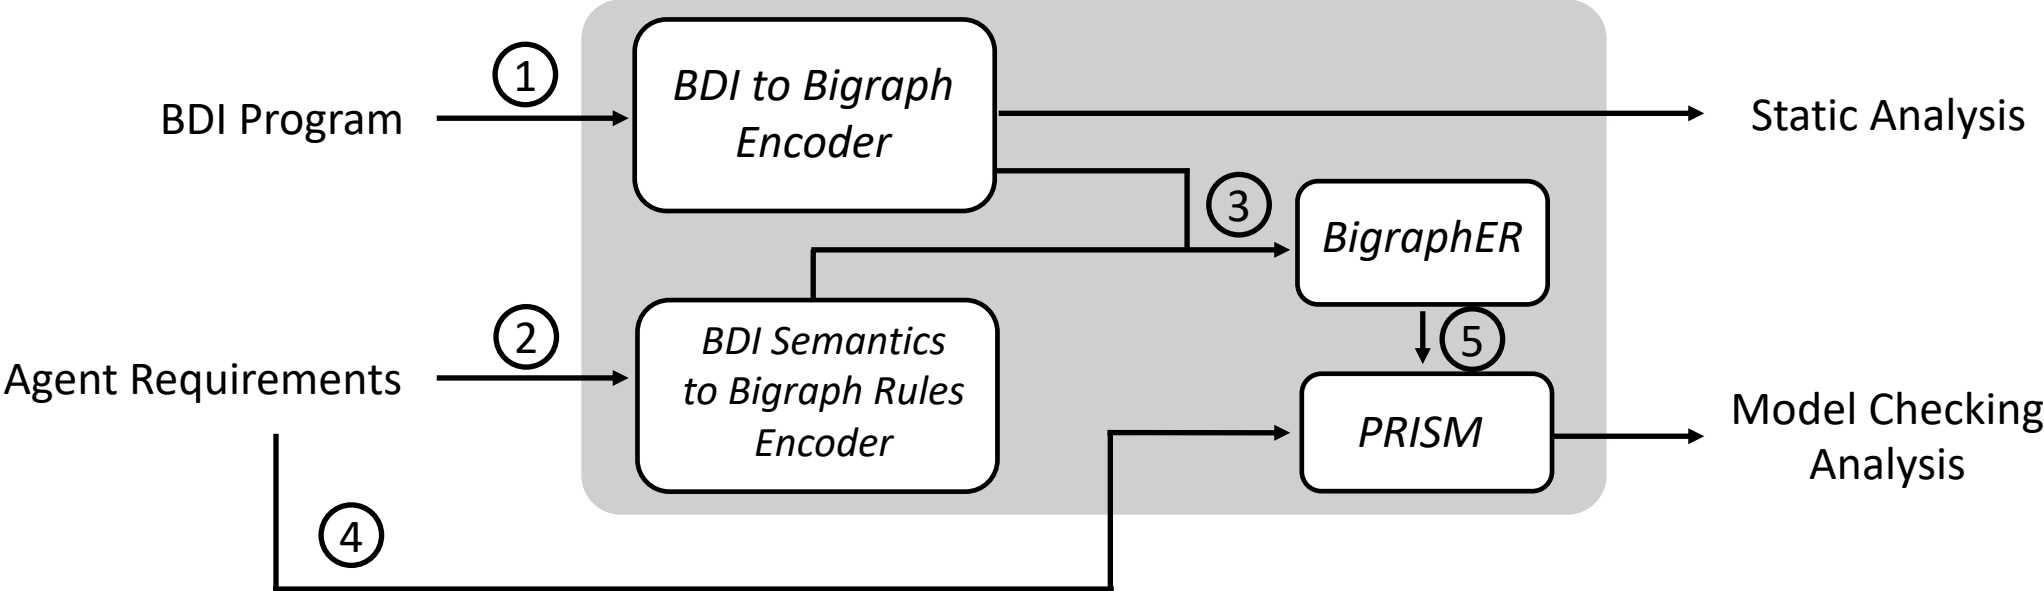 1
BDI Program
BDI to Bigraph
Encoder
Static Analysis
3
BigraphER
2
Agent Requirements
BDI Semantics
to Bigraph Rules
Encoder
5
PRISM
Model Checking
Analysis
4